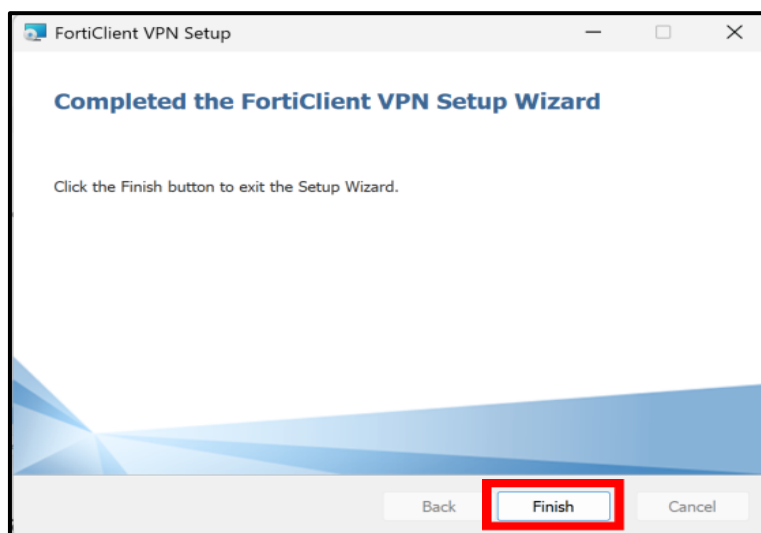 FortiClient VPN Setup
Completed the FortiClient VPN Setup Wizard
Click the Finish button to exit the Setup Wizard.
Back Finish Cancel